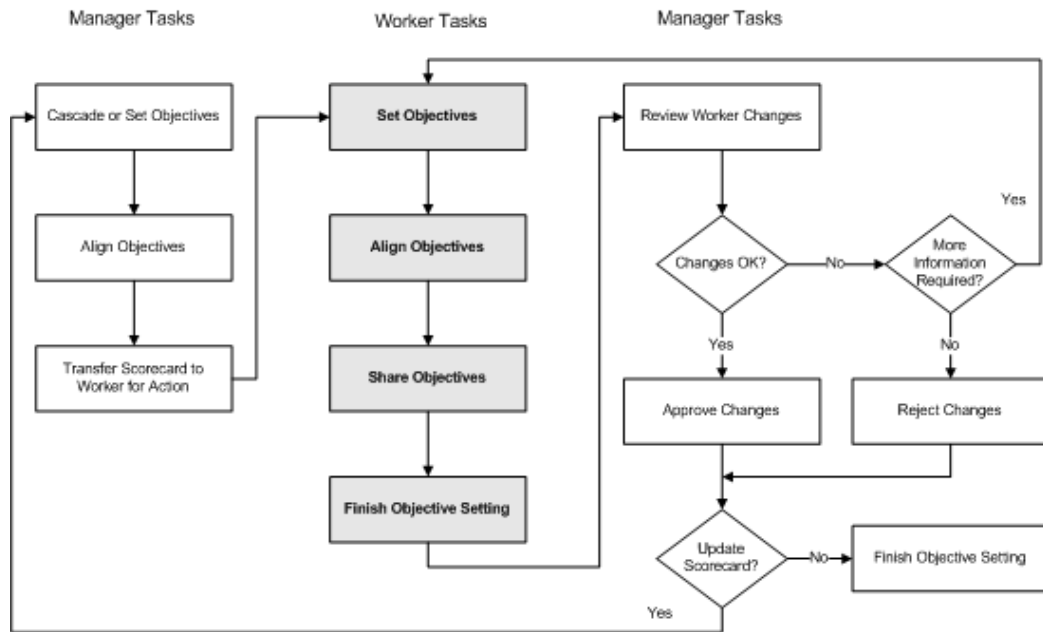 Manager Tasks
Worker Tasks
Manager Tasks
Cascade or Set Objectives
Set Objectives
Review Worker Changes
Yes
Align Objectives
Align Objectives
Changes OK?
No
More
Information
Required?
Yes
No
Transfer Scorecard to
Worker for Action
Share Objectives
Approve Changes
Reject Changes
Finish Objective Setting
Update
Scorecard?
No
Finish Objective Setting
Yes